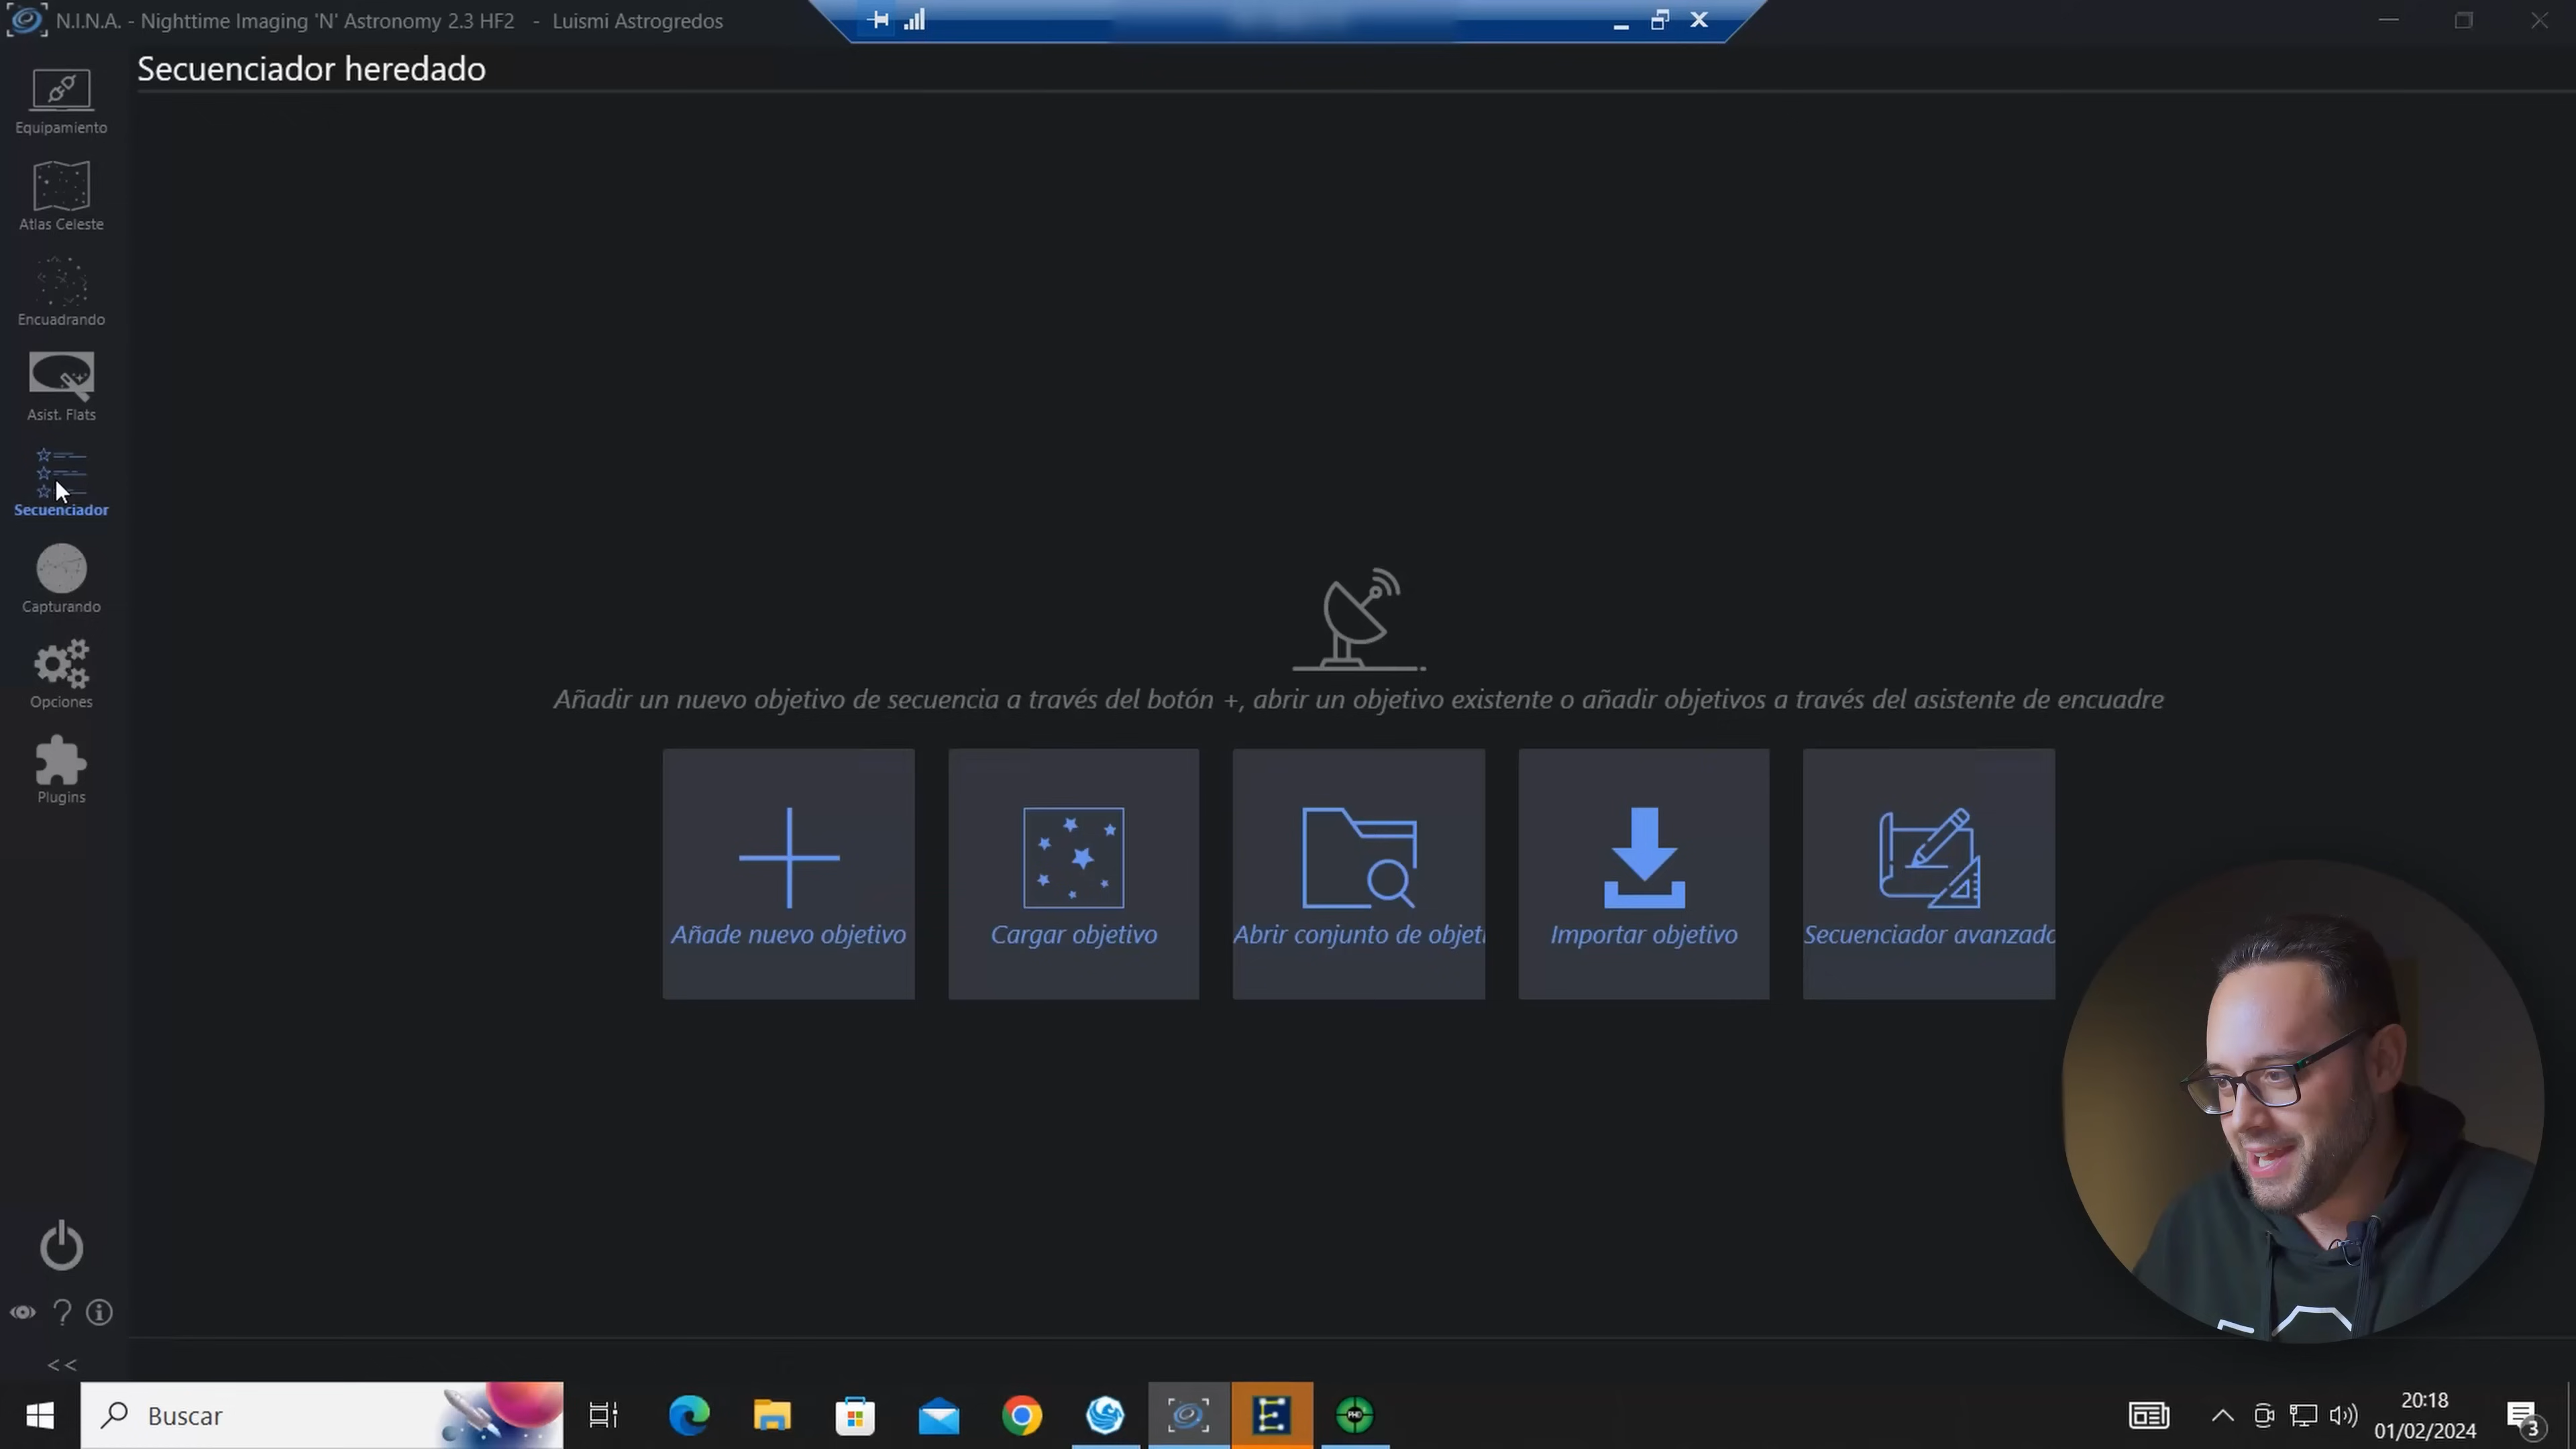 N.I.N.A. - Nighttime Imaging 'N' Astronomy 2.3 HF2 - Luismi Astrogredos
Secuenciador heredado
Equipamiento
Atlas Celeste
Encuadrando
Asist. Flats
Secuenciador
Capturando
Opciones
Plugins
Añadir un nuevo objetivo de secuencia a través del botón +, abrir un objetivo existente o añadir objetivos a través del asistente de encuadre
Añade nuevo objetivo
Cargar objetivo
Abrir conjunto de objeti
Importar objetivo
Secuenciador avanzado
<<
Buscar
PHD
20:18
01/02/2024
3